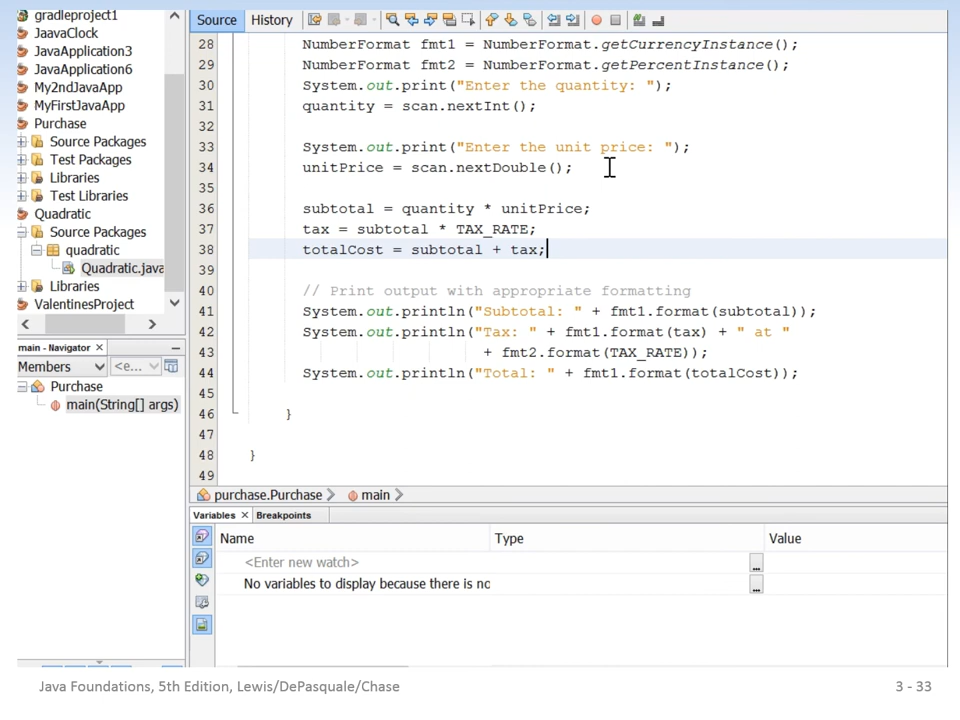 gradleproject1
JaavaClock
JavaApplication3
JavaApplication6
My2ndJavaApp
MyFirstJavaApp
Purchase
Source Packages
Test Packages
Libraries
Test Libraries
Quadratic
Source Packages
quadratic
Quadratic.java
Libraries
ValentinesProject
main - Navigator
Members
<e...
Purchase
main(String[] args)
Source History
28 NumberFormat fmt1 = NumberFormat.getCurrencyInstance();
29 NumberFormat fmt2 = NumberFormat.getPercentInstance();
30 System.out.print("Enter the quantity: ");
31 quantity = scan.nextInt();
32
33 System.out.print("Enter the unit price: ");
34 unitPrice = scan.nextDouble();
35
36 subtotal = quantity * unitPrice;
37 tax = subtotal * TAX_RATE;
38 totalCost = subtotal + tax;
39
40 // Print output with appropriate formatting
41 System.out.println("Subtotal: " + fmt1.format(subtotal));
42 System.out.println("Tax: " + fmt1.format(tax) + " at "
43 + fmt2.format(TAX_RATE));
44 System.out.println("Total: " + fmt1.format(totalCost));
45
46 }
47
48 }
49
purchase.Purchase main
Variables Breakpoints
Name Type Value
<Enter new watch> ...
No variables to display because there is no ...
Java Foundations, 5th Edition, Lewis/DePasquale/Chase 3 - 33